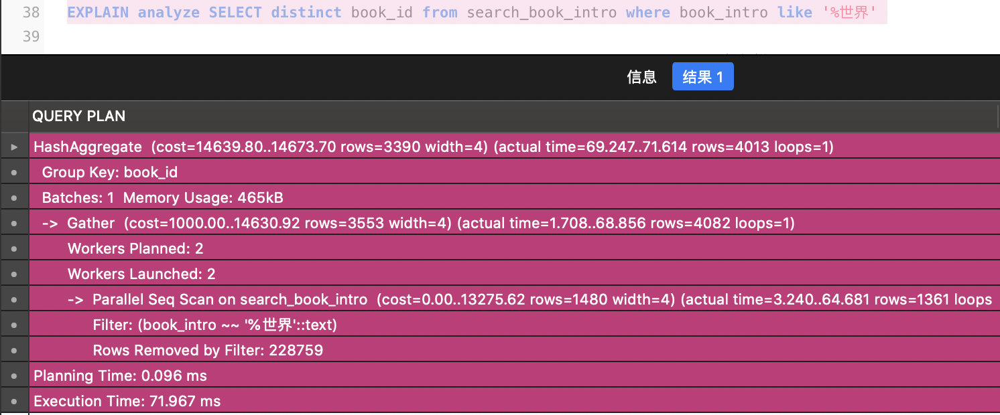 38 EXPLAIN analyze SELECT distinct book_id from search_book_intro where book_intro like '%世界'
39
信息 结果 1
QUERY PLAN
HashAggregate (cost=14639.80..14673.70 rows=3390 width=4) (actual time=69.247..71.614 rows=4013 loops=1)
Group Key: book_id
Batches: 1 Memory Usage: 465kB
-> Gather (cost=1000.00..14630.92 rows=3553 width=4) (actual time=1.708..68.856 rows=4082 loops=1)
Workers Planned: 2
Workers Launched: 2
-> Parallel Seq Scan on search_book_intro (cost=0.00..13275.62 rows=1480 width=4) (actual time=3.240..64.681 rows=1361 loops
Filter: (book_intro ~~ '%世界'::text)
Rows Removed by Filter: 228759
Planning Time: 0.096 ms
Execution Time: 71.967 ms